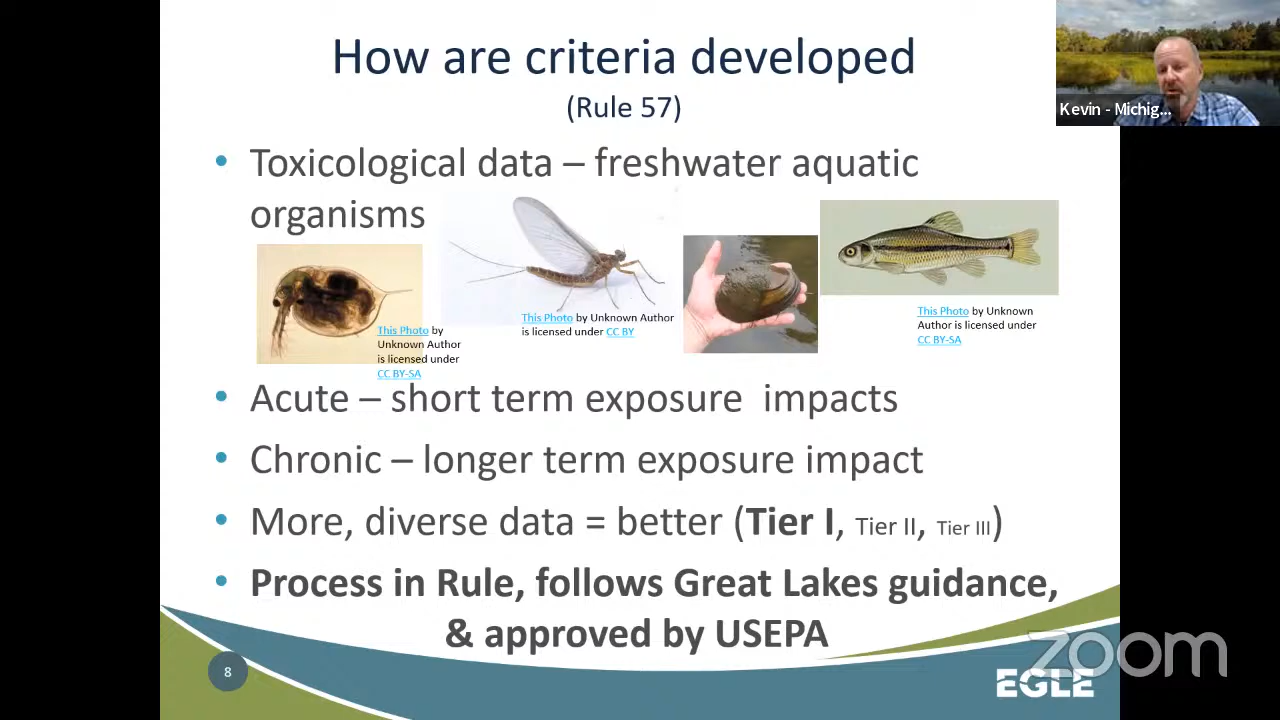 How are criteria developed
(Rule 57)
Kevin - Michig...
• Toxicological data – freshwater aquatic
organisms
This Photo by
Unknown Author
is licensed under
CC BY-SA
This Photo by Unknown Author
is licensed under CC BY
This Photo by Unknown
Author is licensed under
CC BY-SA
• Acute – short term exposure impacts
• Chronic – longer term exposure impact
• More, diverse data = better (Tier I, Tier II, Tier III)
• Process in Rule, follows Great Lakes guidance,
& approved by USEPA
8
EGLE
zoom